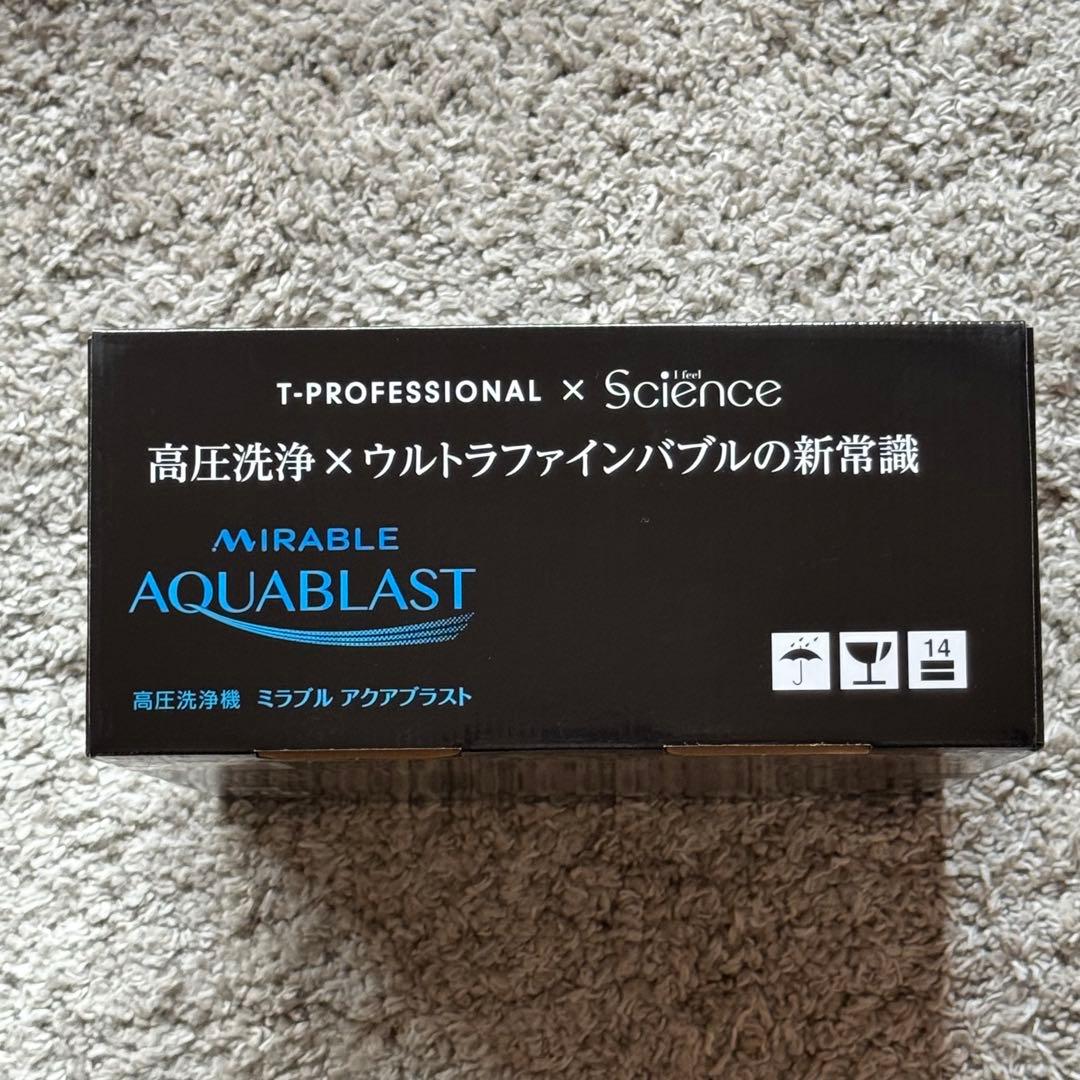 T-PROFESSIONAL × I feel Science
高圧洗浄×ウルトラファインバブルの新常識
MIRABLE
AQUABLAST
高圧洗浄機 ミラブル アクアブラスト
14